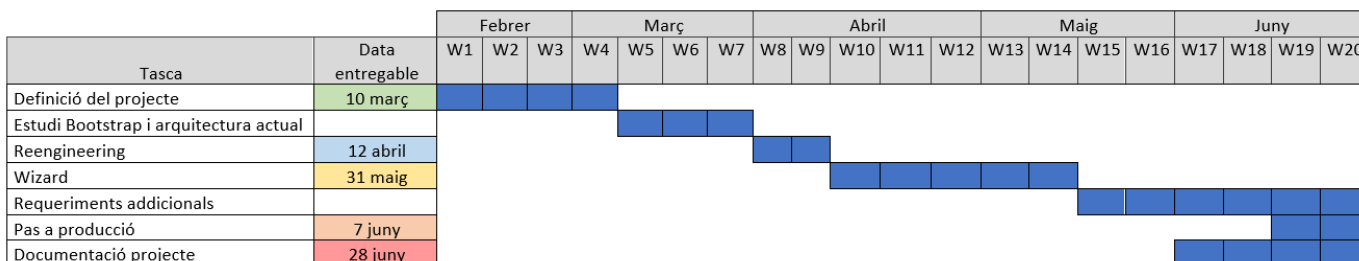 Febrer Març Abril Maig Juny
Tasca Data entregable W1 W2 W3 W4 W5 W6 W7 W8 W9 W10 W11 W12 W13 W14 W15 W16 W17 W18 W19 W20
Definició del projecte 10 març
Estudi Bootstrap i arquitectura actual
Reengineering 12 abril
Wizard 31 maig
Requeriments addicionals
Pas a producció 7 juny
Documentació projecte 28 juny